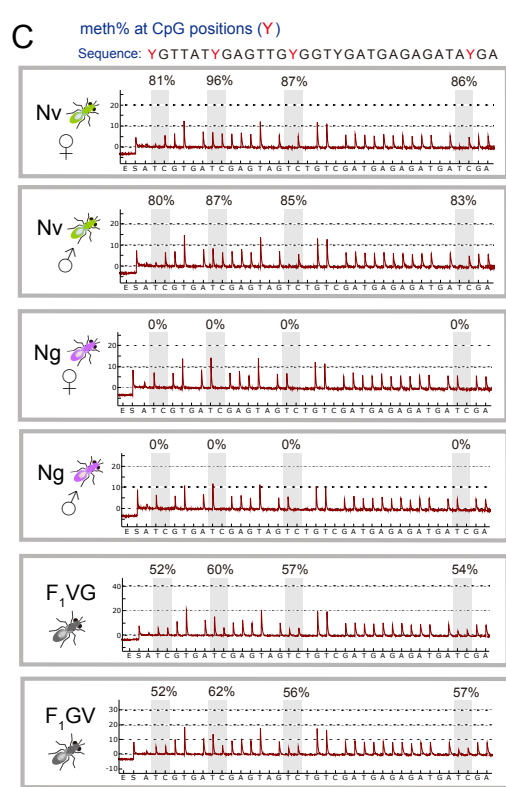 C
meth% at CpG positions (Y)
Sequence: YGTTATYGAGTTGYGGTYGATGAGAGATAYGA
81% 96% 87% 86%
Nv ♀
20
10
0
E S A T C G T G A T C G A G T A G T C T G T C G A T G A G A G A T G A T C G A
80% 87% 85% 83%
Nv ♂
20
10
0
E S A T C G T G A T C G A G T A G T C T G T C G A T G A G A G A T G A T C G A
0% 0% 0% 0%
Ng ♀
20
10
0
E S A T C G T G A T C G A G T A G T C T G T C G A T G A G A G A T G A T C G A
0% 0% 0% 0%
Ng ♂
20
10
0
E S A T C G T G A T C G A G T A G T C T G T C G A T G A G A G A T G A T C G A
52% 60% 57% 54%
F₁VG
40
20
0
E S A T C G T G A T C G A G T A G T C T G T C G A T G A G A G A T G A T C G A
52% 62% 56% 57%
F₁GV
30
20
10
0
-10
E S A T C G T G A T C G A G T A G T C T G T C G A T G A G A G A T G A T C G A